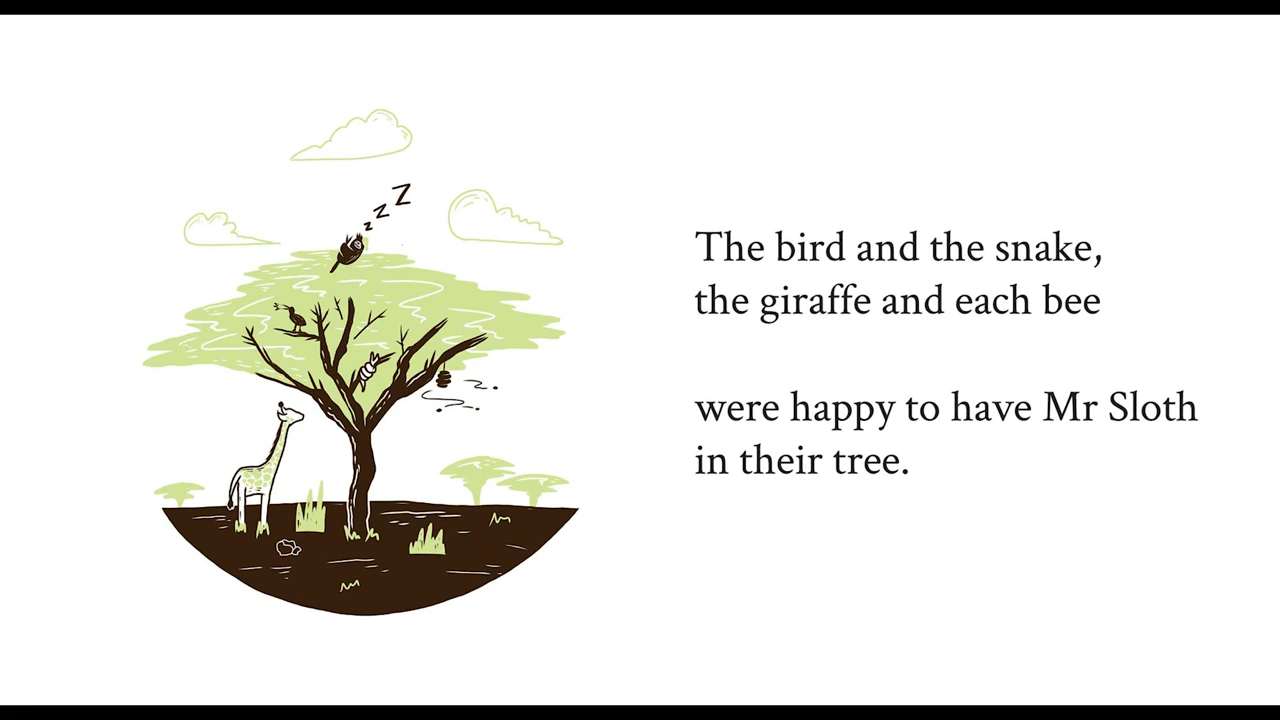 z z Z Z
The bird and the snake,
the giraffe and each bee
were happy to have Mr Sloth
in their tree.